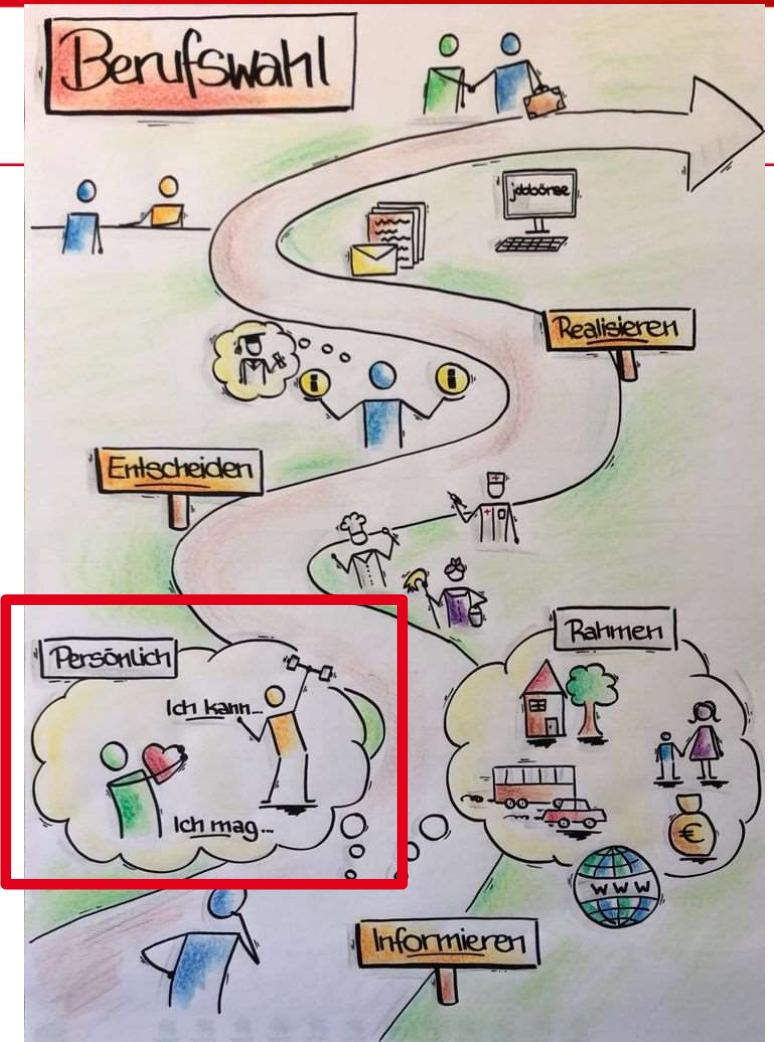 Berufswahl
jobbörse
Realisieren
Entscheiden
Persönlich
Ich kann...
Ich mag...
Rahmen
€
WWW
Informieren